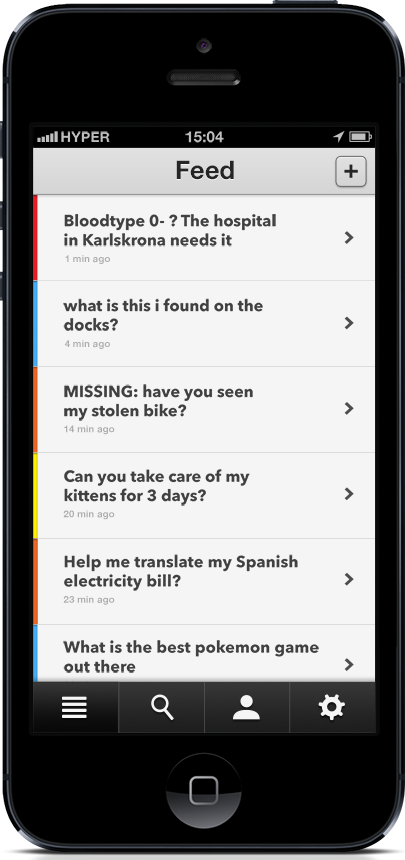 HYPER 15:04
Feed
+
Bloodtype 0- ? The hospital
in Karlskrona needs it
1 min ago
what is this i found on the
docks?
4 min ago
MISSING: have you seen
my stolen bike?
14 min ago
Can you take care of my
kittens for 3 days?
20 min ago
Help me translate my Spanish
electricity bill?
23 min ago
What is the best pokemon game
out there